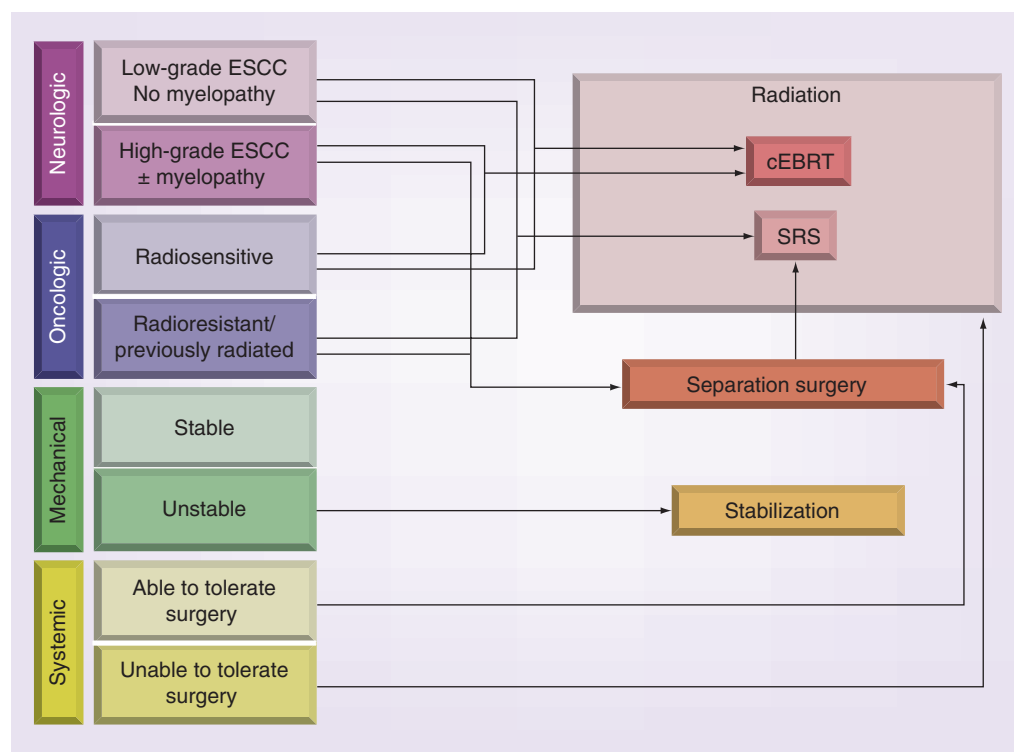 Neurologic
Low-grade ESCC
No myelopathy
High-grade ESCC
± myelopathy
Oncologic
Radiosensitive
Radioresistant/
previously radiated
Mechanical
Stable
Unstable
Systemic
Able to tolerate
surgery
Unable to tolerate
surgery
Radiation
cEBRT
SRS
Separation surgery
Stabilization